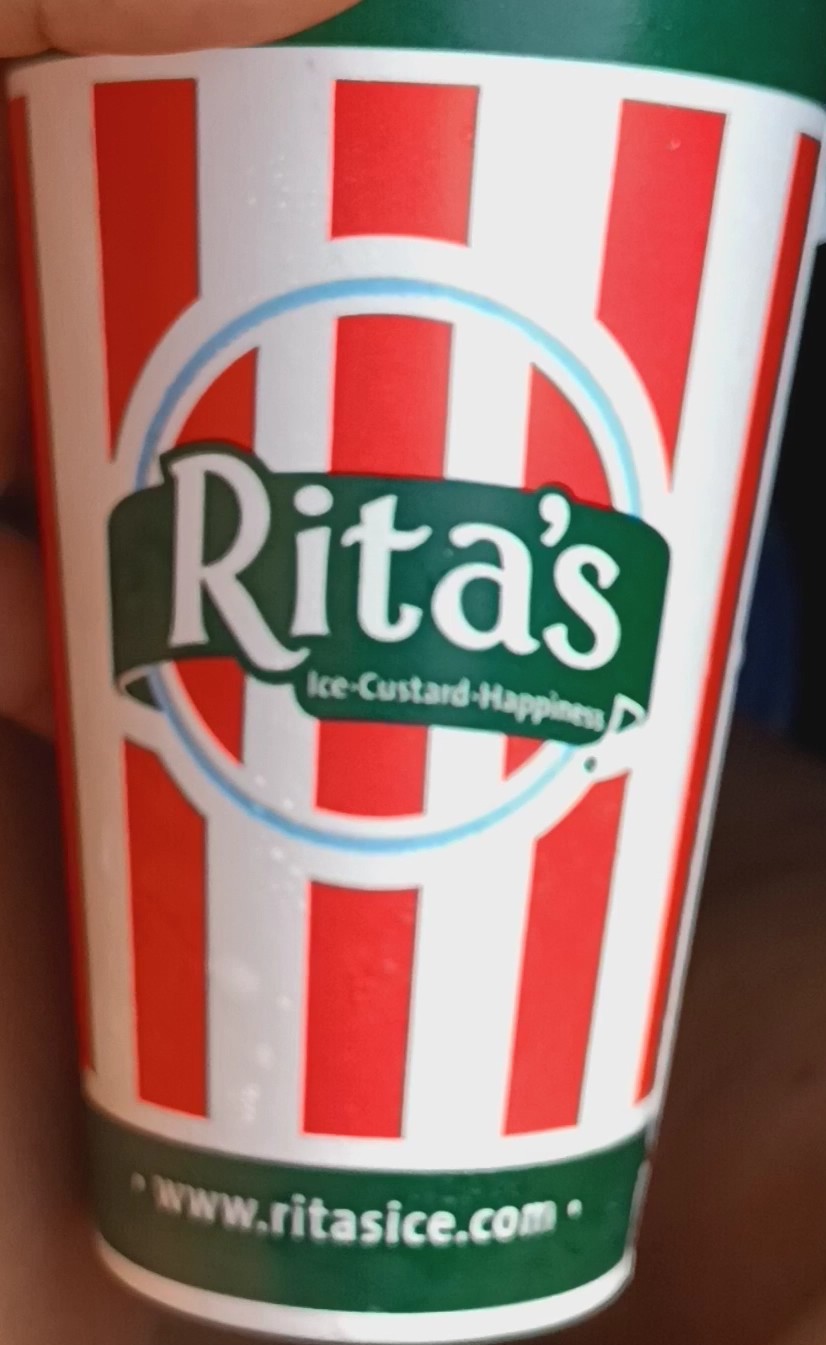 Rita's
Ice·Custard·Happiness
· www.ritasice.com ·